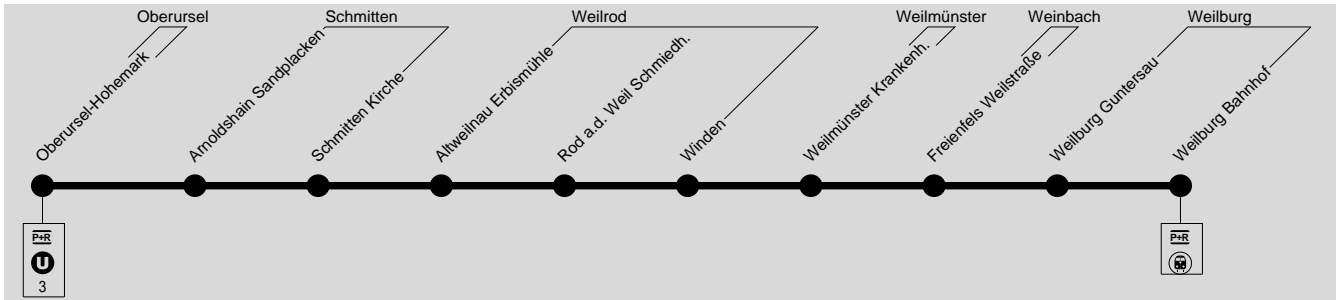 Oberursel
Schmitten
Weilrod
Weilmünster
Weinbach
Weilburg
Oberursel-Hohemark
Arnoldshain Sandplacken
Schmitten Kirche
Altweilnau Erbismühle
Rod a.d. Weil Schmiedh.
Winden
Weilmünster Krankenh.
Freienfels Weilstraße
Weilburg Guntersau
Weilburg Bahnhof
P+R
U
3
P+R